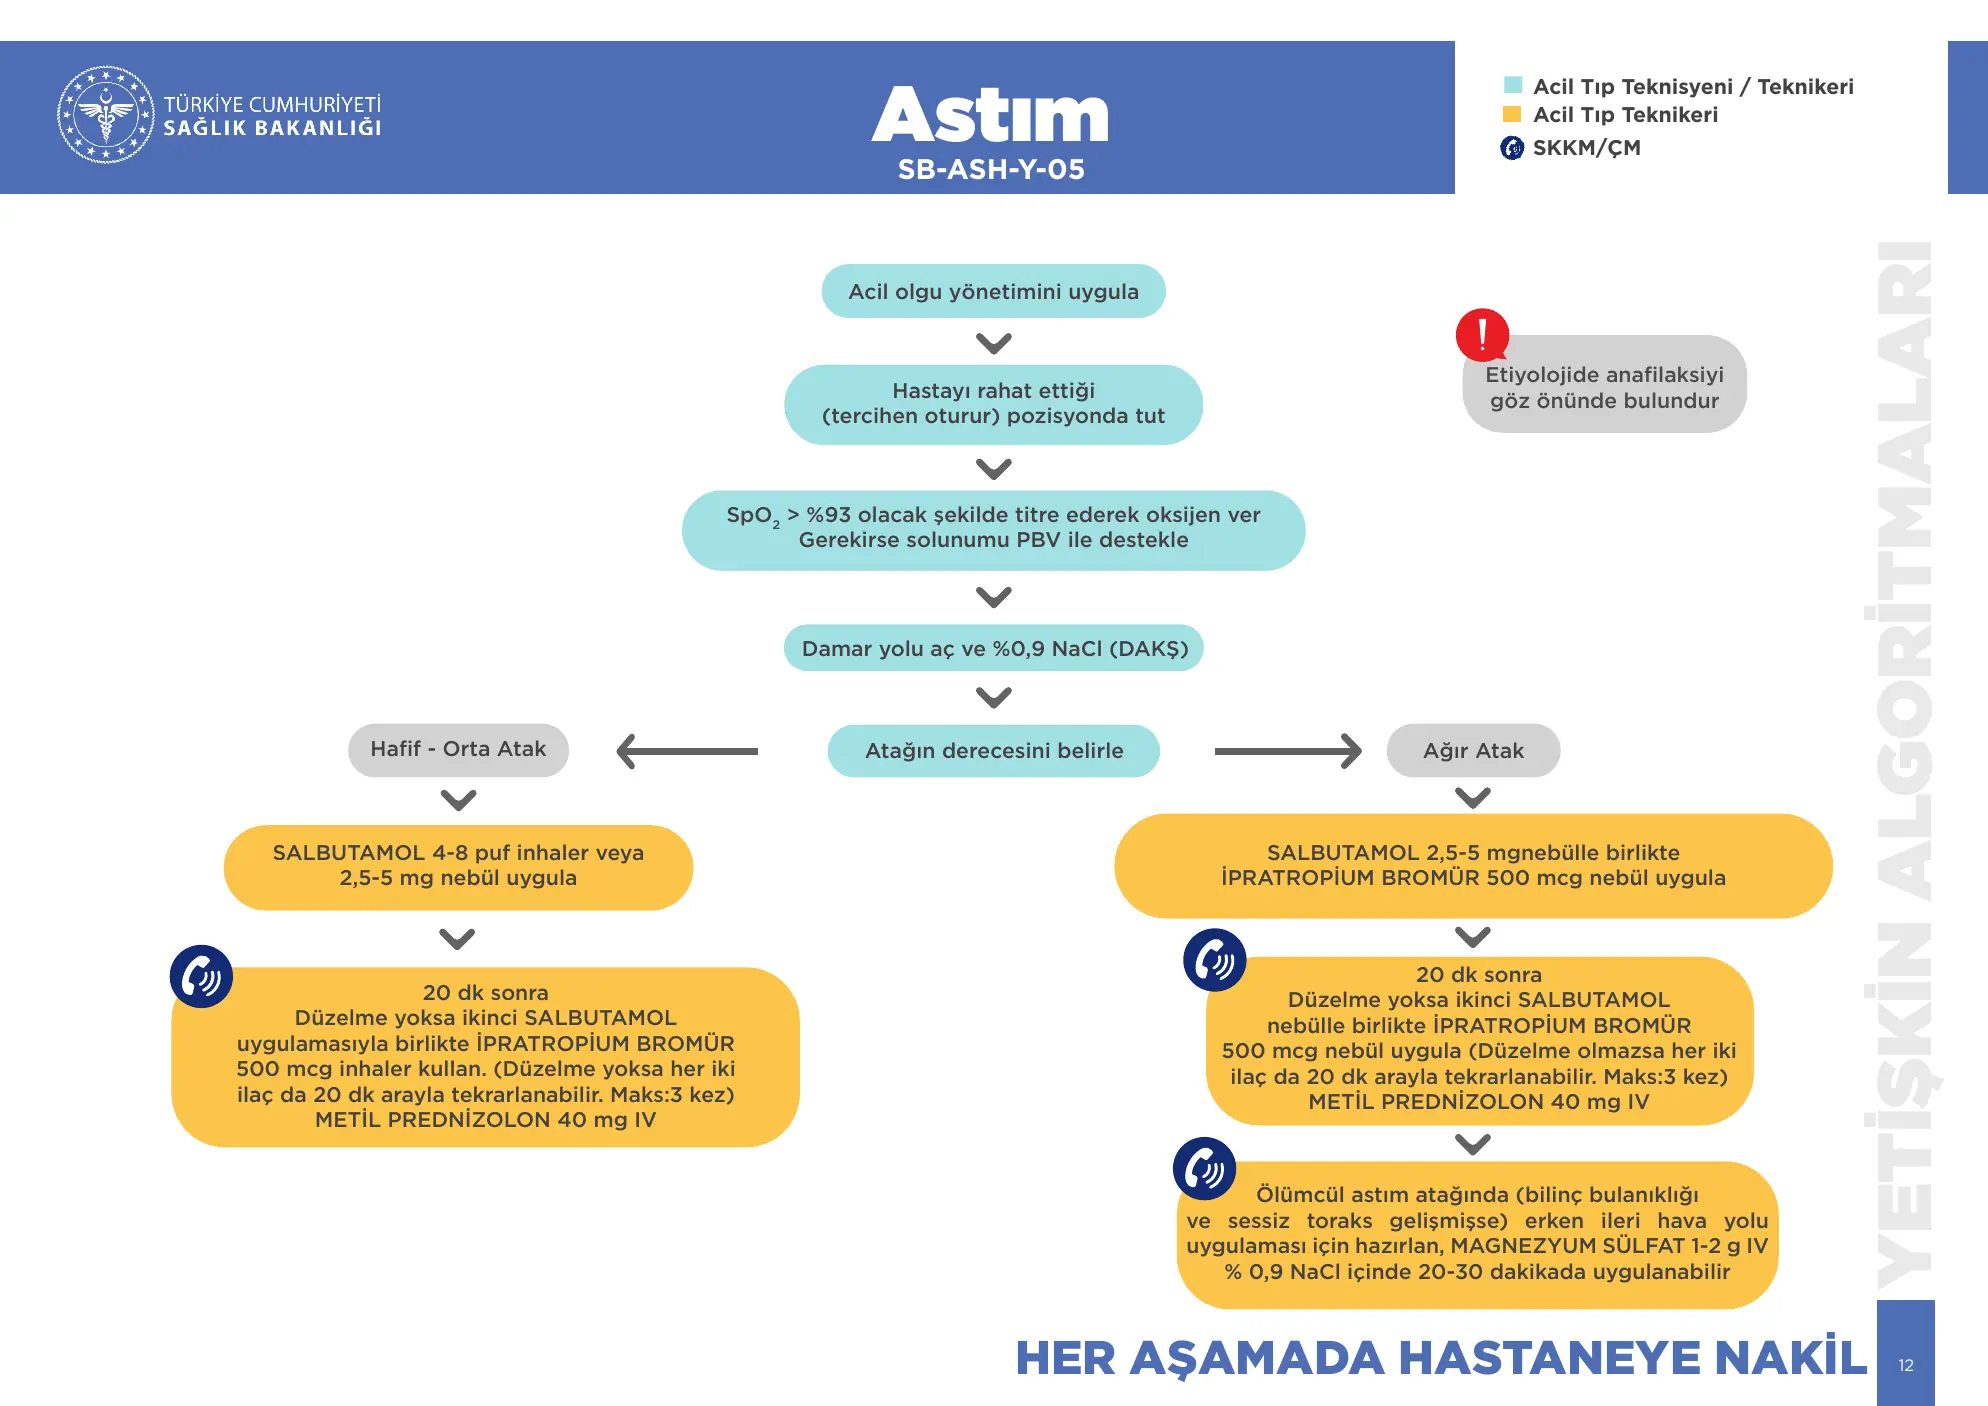 TÜRKİYE CUMHURİYETİ
SAĞLIK BAKANLIĞI
Astım
SB-ASH-Y-05
Acil Tıp Teknisyeni / Teknikeri
Acil Tıp Teknikeri
SKKM/ÇM
Acil olgu yönetimini uygula
Hastayı rahat ettiği
(tercihen oturur) pozisyonda tut
! 
Etiyolojide anafilaksiyi
göz önünde bulundur
SpO₂ > %93 olacak şekilde titre ederek oksijen ver
Gerekirse solunumu PBV ile destekle
Damar yolu aç ve %0,9 NaCl (DAKŞ)
Atağın derecesini belirle
Hafif - Orta Atak
SALBUTAMOL 4-8 puf inhaler veya
2,5-5 mg nebül uygula
20 dk sonra
Düzelme yoksa ikinci SALBUTAMOL
uygulamasıyla birlikte İPRATROPİUM BROMÜR
500 mcg inhaler kullan. (Düzelme yoksa her iki
ilaç da 20 dk arayla tekrarlanabilir. Maks:3 kez)
METİL PREDNİZOLON 40 mg IV
Ağır Atak
SALBUTAMOL 2,5-5 mgnebülle birlikte
İPRATROPİUM BROMÜR 500 mcg nebül uygula
20 dk sonra
Düzelme yoksa ikinci SALBUTAMOL
nebülle birlikte İPRATROPİUM BROMÜR
500 mcg nebül uygula (Düzelme olmazsa her iki
ilaç da 20 dk arayla tekrarlanabilir. Maks:3 kez)
METİL PREDNİZOLON 40 mg IV
Ölümcül astım atağında (bilinç bulanıklığı
ve sessiz toraks gelişmişse) erken ileri hava yolu
uygulaması için hazırlan, MAGNEZYUM SÜLFAT 1-2 g IV
% 0,9 NaCl içinde 20-30 dakikada uygulanabilir
YETİŞKİN ALGORİTMALARI
HER AŞAMADA HASTANEYE NAKİL
12